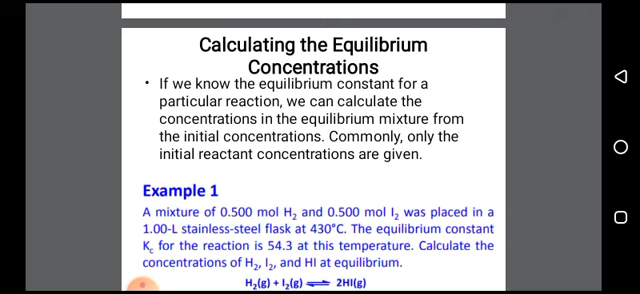 Calculating the Equilibrium
Concentrations
• If we know the equilibrium constant for a
particular reaction, we can calculate the
concentrations in the equilibrium mixture from
the initial concentrations. Commonly, only the
initial reactant concentrations are given.
Example 1
A mixture of 0.500 mol H₂ and 0.500 mol I₂ was placed in a
1.00-L stainless-steel flask at 430°C. The equilibrium constant
K꜀ for the reaction is 54.3 at this temperature. Calculate the
concentrations of H₂, I₂, and HI at equilibrium.
H₂(g) + I₂(g) ⇌ 2HI(g)